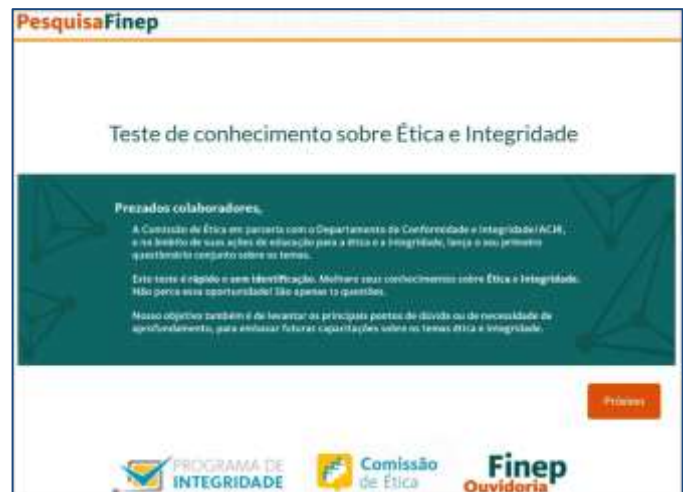 PesquisaFinep
Teste de conhecimento sobre Ética e Integridade
Prezados colaboradores,
A Comissão de Ética em parceria com o Departamento de Conformidade e Integridade/ACIR,
e no âmbito de suas ações de educação para a ética e a integridade, lança o seu primeiro
questionário conjunto sobre os temas.
Este teste é rápido e sem identificação. Melhore seus conhecimentos sobre Ética e Integridade.
Não perca essa oportunidade! São apenas 10 questões.
Nosso objetivo também é de levantar os principais pontos de dúvida ou de necessidade de
aprofundamento, para embasar futuras capacitações sobre os temas ética e integridade.
Próximo
PROGRAMA DE
INTEGRIDADE
Comissão
de Ética
Finep
Ouvidoria